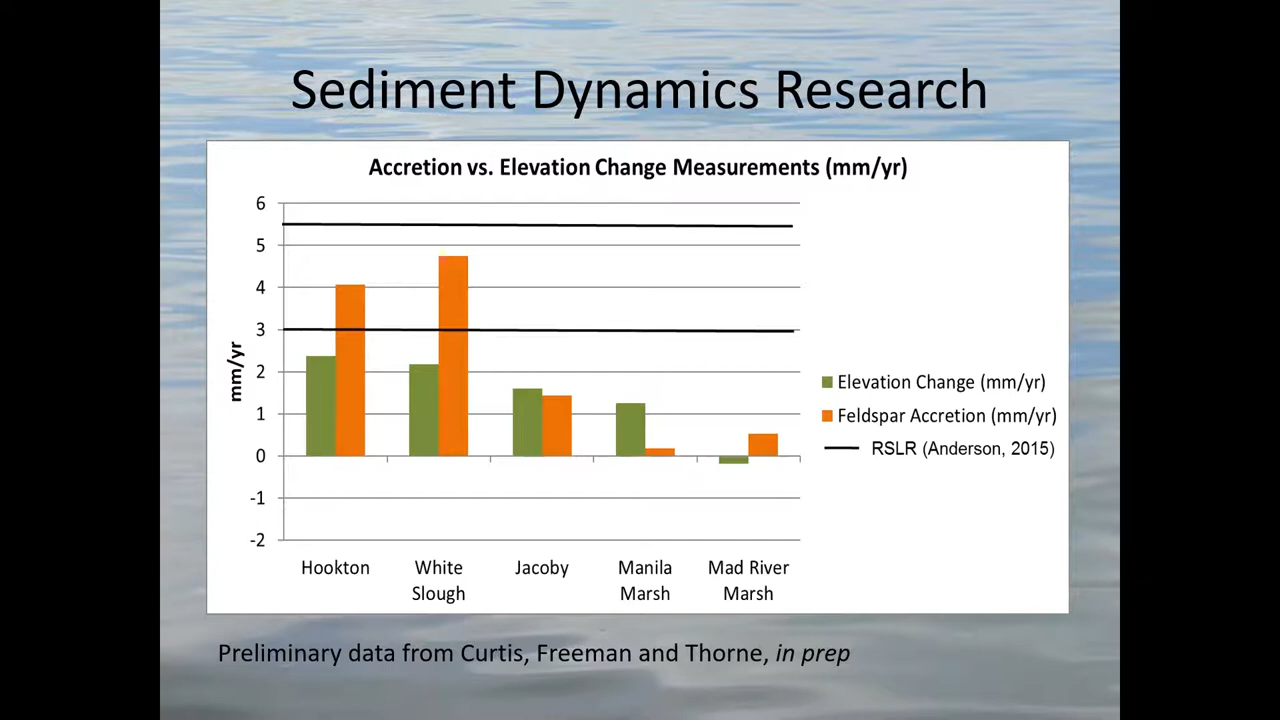 Sediment Dynamics Research
Accretion vs. Elevation Change Measurements (mm/yr)
6
5
4
3
2
1
0
-1
-2
mm/yr
Hookton
White
Slough
Jacoby
Manila
Marsh
Mad River
Marsh
Elevation Change (mm/yr)
Feldspar Accretion (mm/yr)
RSLR (Anderson, 2015)
Preliminary data from Curtis, Freeman and Thorne, in prep